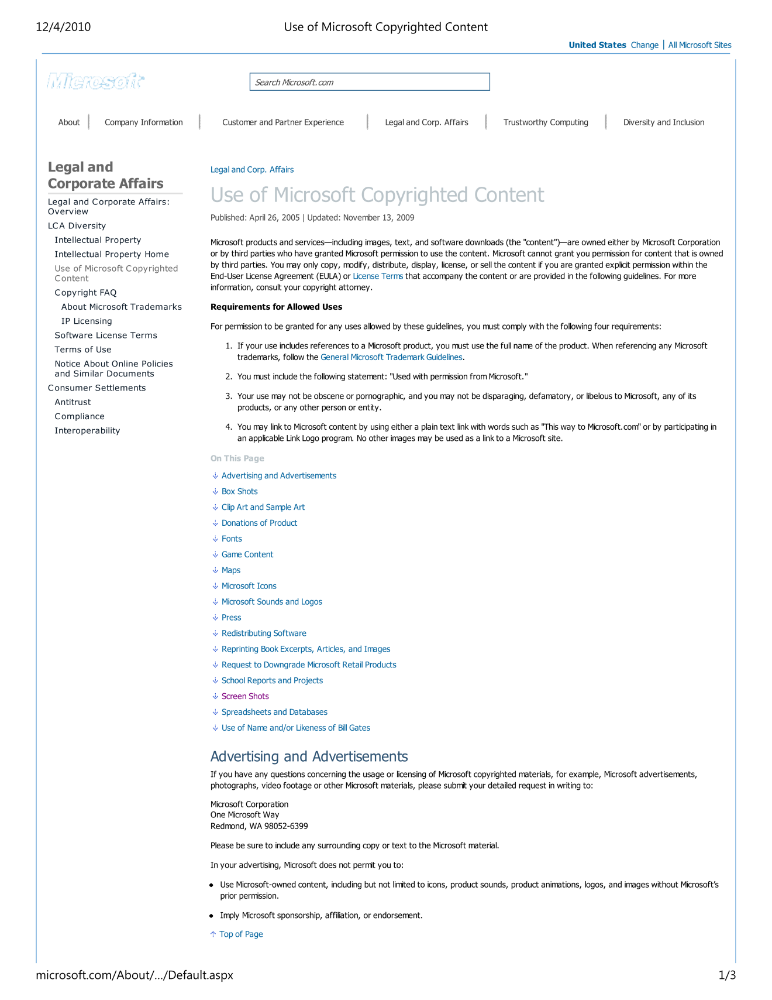 12/4/2010
Use of Microsoft Copyrighted Content
United States Change | All Microsoft Sites
Microsoft®
Search Microsoft.com
About
Company Information
Customer and Partner Experience
Legal and Corp. Affairs
Trustworthy Computing
Diversity and Inclusion
Legal and
Corporate Affairs
Legal and Corporate Affairs:
Overview
LCA Diversity
Intellectual Property
Intellectual Property Home
Use of Microsoft Copyrighted
Content
Copyright FAQ
About Microsoft Trademarks
IP Licensing
Software License Terms
Terms of Use
Notice About Online Policies
and Similar Documents
Consumer Settlements
Antitrust
Compliance
Interoperability
Legal and Corp. Affairs
Use of Microsoft Copyrighted Content
Published: April 26, 2005 | Updated: November 13, 2009
Microsoft products and services—including images, text, and software downloads (the "content")—are owned either by Microsoft Corporation
or by third parties who have granted Microsoft permission to use the content. Microsoft cannot grant you permission for content that is owned
by third parties. You may only copy, modify, distribute, display, license, or sell the content if you are granted explicit permission within the
End-User License Agreement (EULA) or License Terms that accompany the content or are provided in the following guidelines. For more
information, consult your copyright attorney.
Requirements for Allowed Uses
For permission to be granted for any uses allowed by these guidelines, you must comply with the following four requirements:
1. If your use includes references to a Microsoft product, you must use the full name of the product. When referencing any Microsoft
trademarks, follow the General Microsoft Trademark Guidelines.
2. You must include the following statement: "Used with permission from Microsoft."
3. Your use may not be obscene or pornographic, and you may not be disparaging, defamatory, or libelous to Microsoft, any of its
products, or any other person or entity.
4. You may link to Microsoft content by using either a plain text link with words such as "This way to Microsoft.com" or by participating in
an applicable Link Logo program. No other images may be used as a link to a Microsoft site.
On This Page
Advertising and Advertisements
Box Shots
Clip Art and Sample Art
Donations of Product
Fonts
Game Content
Maps
Microsoft Icons
Microsoft Sounds and Logos
Press
Redistributing Software
Reprinting Book Excerpts, Articles, and Images
Request to Downgrade Microsoft Retail Products
School Reports and Projects
Screen Shots
Spreadsheets and Databases
Use of Name and/or Likeness of Bill Gates
Advertising and Advertisements
If you have any questions concerning the usage or licensing of Microsoft copyrighted materials, for example, Microsoft advertisements,
photographs, video footage or other Microsoft materials, please submit your detailed request in writing to:
Microsoft Corporation
One Microsoft Way
Redmond, WA 98052-6399
Please be sure to include any surrounding copy or text to the Microsoft material.
In your advertising, Microsoft does not permit you to:
• Use Microsoft-owned content, including but not limited to icons, product sounds, product animations, logos, and images without Microsoft’s
prior permission.
• Imply Microsoft sponsorship, affiliation, or endorsement.
Top of Page
microsoft.com/About/…/Default.aspx
1/3